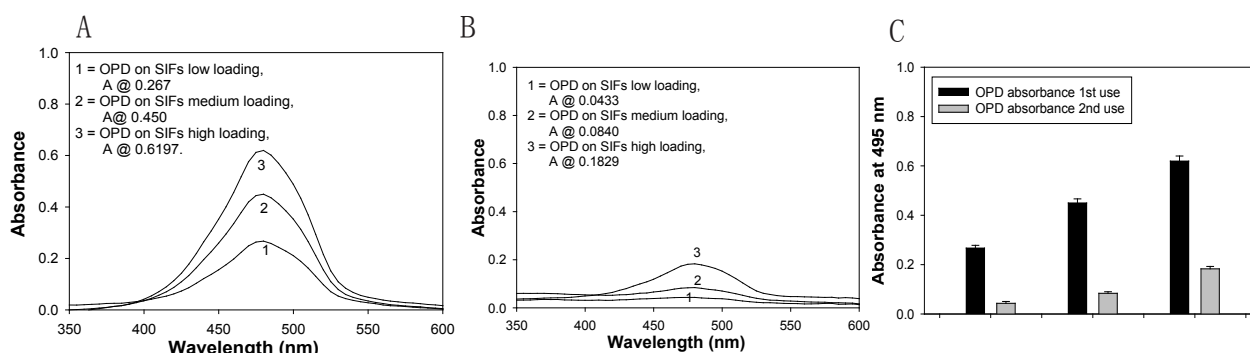 A
1.0
0.8
0.6
0.4
0.2
0.0
Absorbance
1 = OPD on SIFs low loading,
A @ 0.267
2 = OPD on SIFs medium loading,
A@ 0.450
3 = OPD on SIFs high loading,
A @ 0.6197.
3
2
1
350 400 450 500 550 600
Wavelength (nm)
B
1.0
0.8
0.6
0.4
0.2
0.0
Absorbance
1 = OPD on SIFs low loading,
A @ 0.0433
2 = OPD on SIFs medium loading,
A @ 0.0840
3 = OPD on SIFs high loading,
A @ 0.1829
3
2
1
350 400 450 500 550 600
Wavelength (nm)
C
1.0
0.8
0.6
0.4
0.2
0.0
Absorbance at 495 nm
OPD absorbance 1st use
OPD absorbance 2nd use